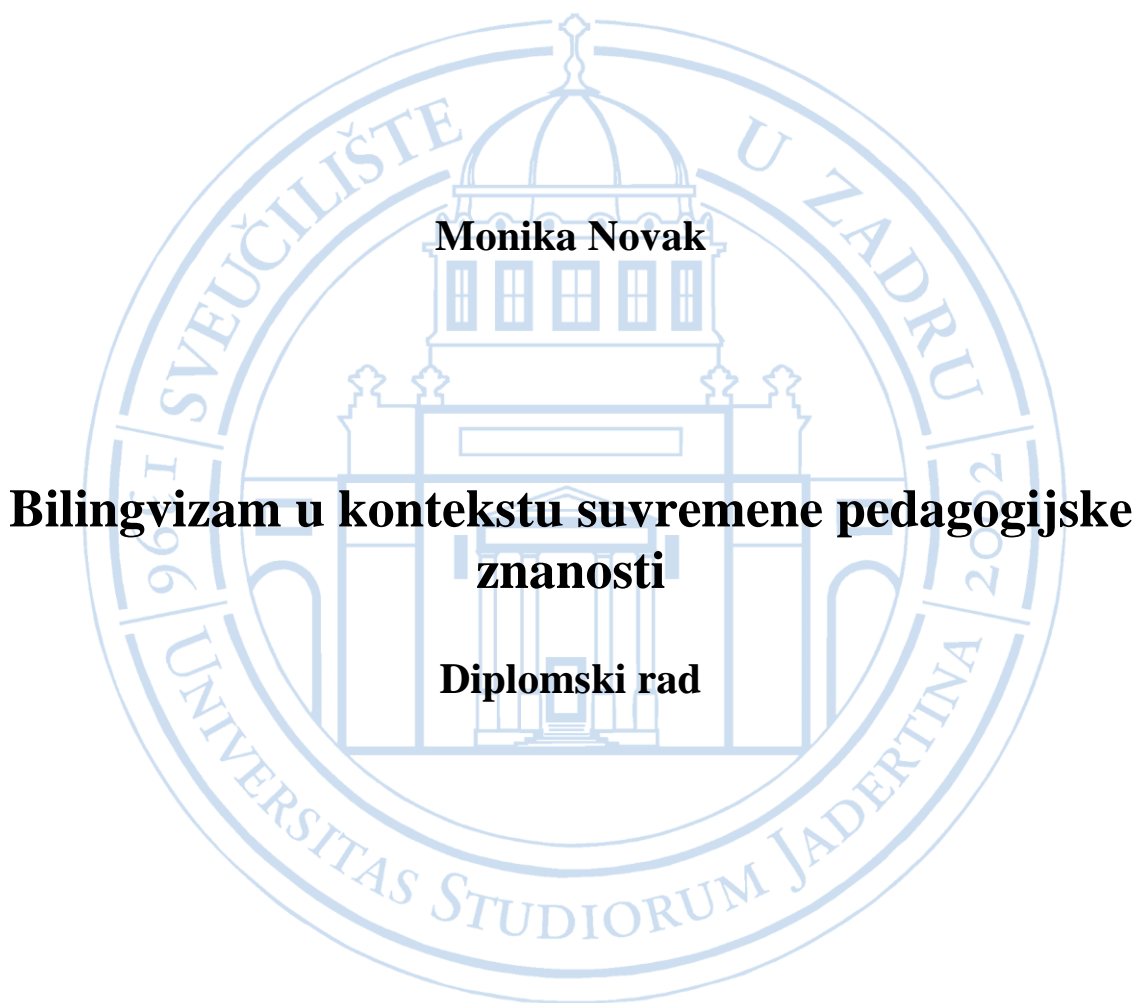 SVEUČILIŠTE U ZADRU
Monika Novak
1396 2002
Bilingvizam u kontekstu suvremene pedagogijske
znanosti
Diplomski rad
UNIVERSITAS STUDIORUM JADERTINA